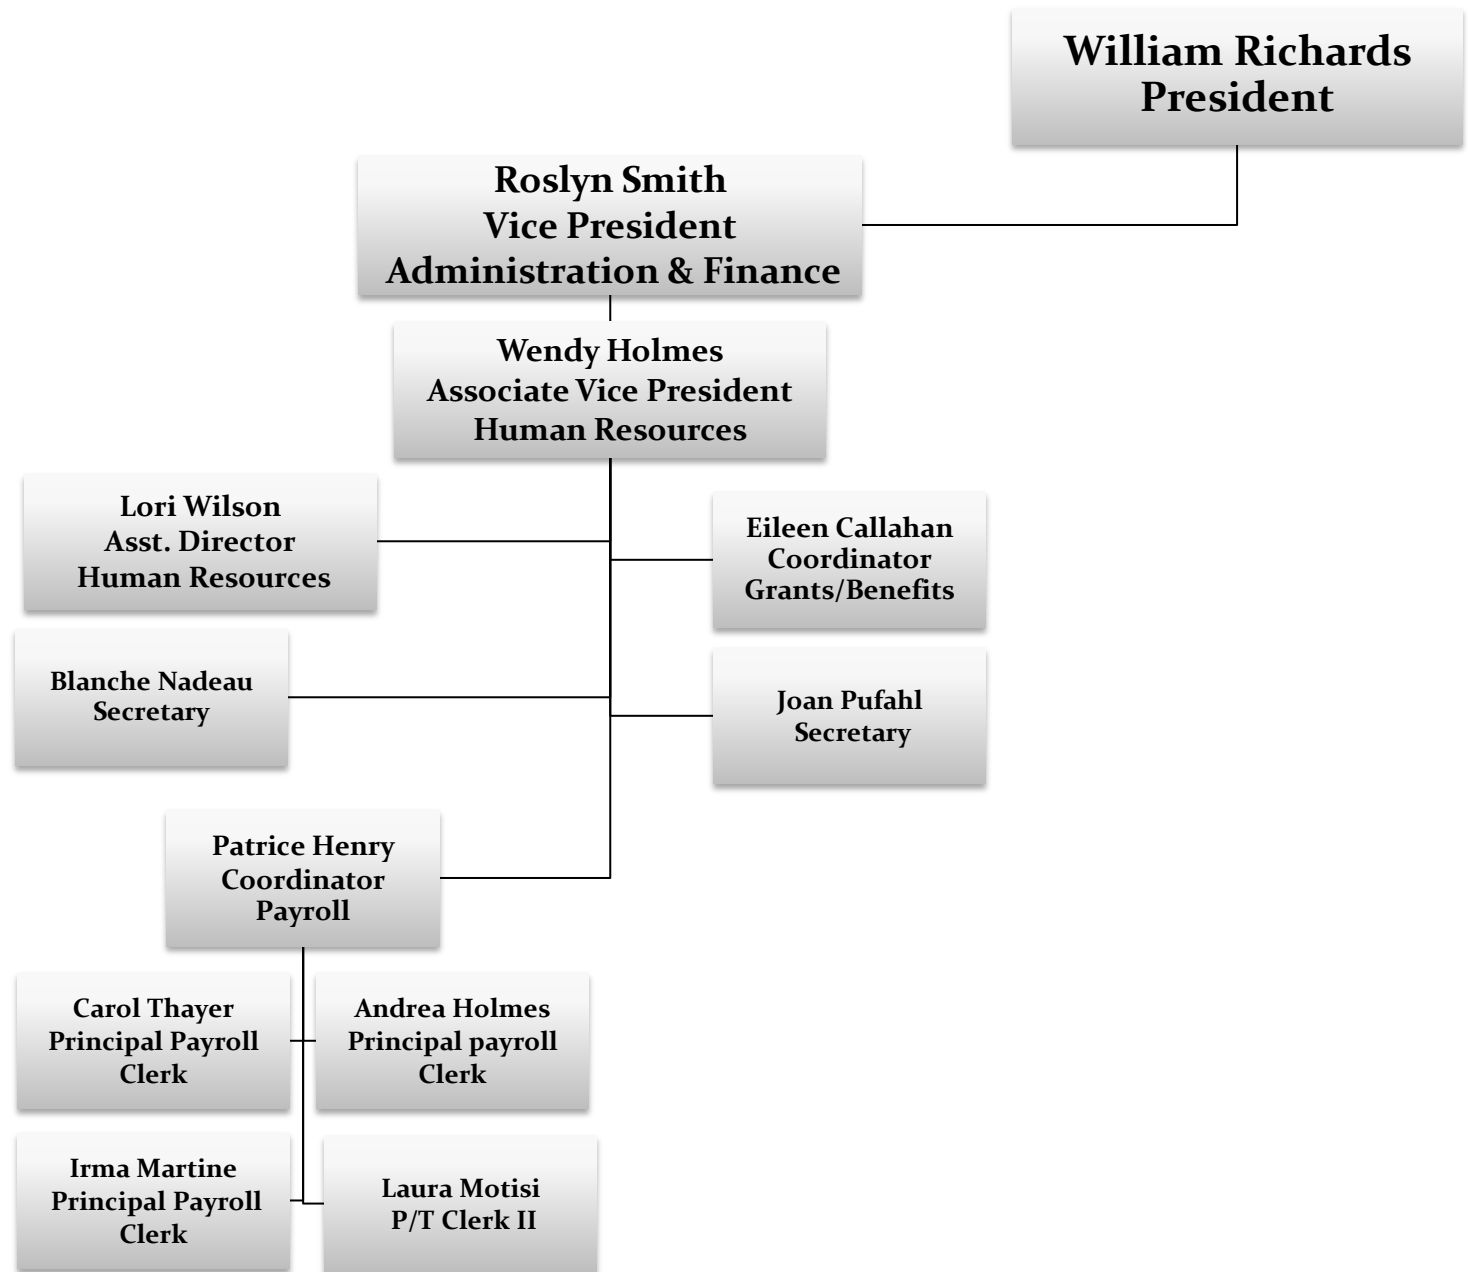 William Richards
President
Roslyn Smith
Vice President
Administration & Finance
Wendy Holmes
Associate Vice President
Human Resources
Lori Wilson
Asst. Director
Human Resources
Eileen Callahan
Coordinator
Grants/Benefits
Blanche Nadeau
Secretary
Joan Pufahl
Secretary
Patrice Henry
Coordinator
Payroll
Carol Thayer
Principal Payroll
Clerk
Andrea Holmes
Principal payroll
Clerk
Irma Martine
Principal Payroll
Clerk
Laura Motisi
P/T Clerk II